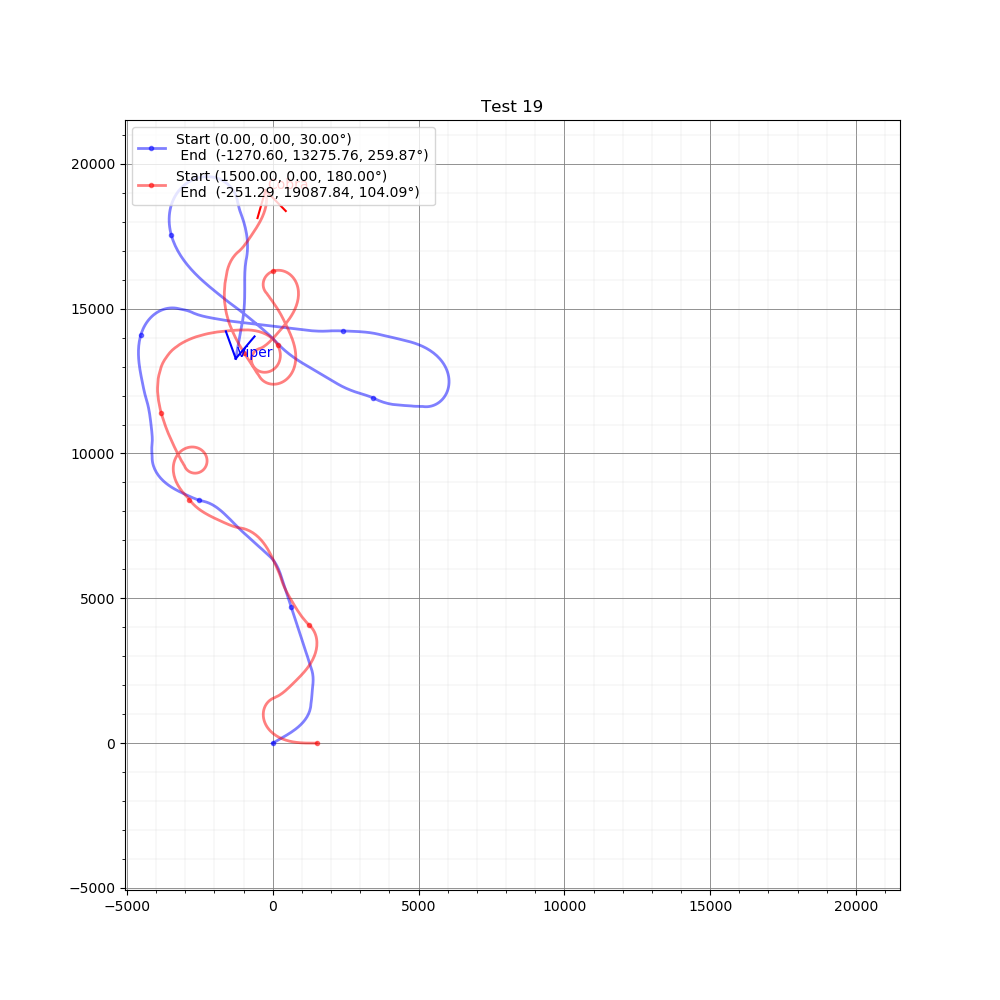 Test 19
Start (0.00, 0.00, 30.00°)
End (-1270.60, 13275.76, 259.87°)
Start (1500.00, 0.00, 180.00°)
End (-251.29, 19087.84, 104.09°)
20000
15000
Viper
10000
5000
0
−5000
−5000 0 5000 10000 15000 20000